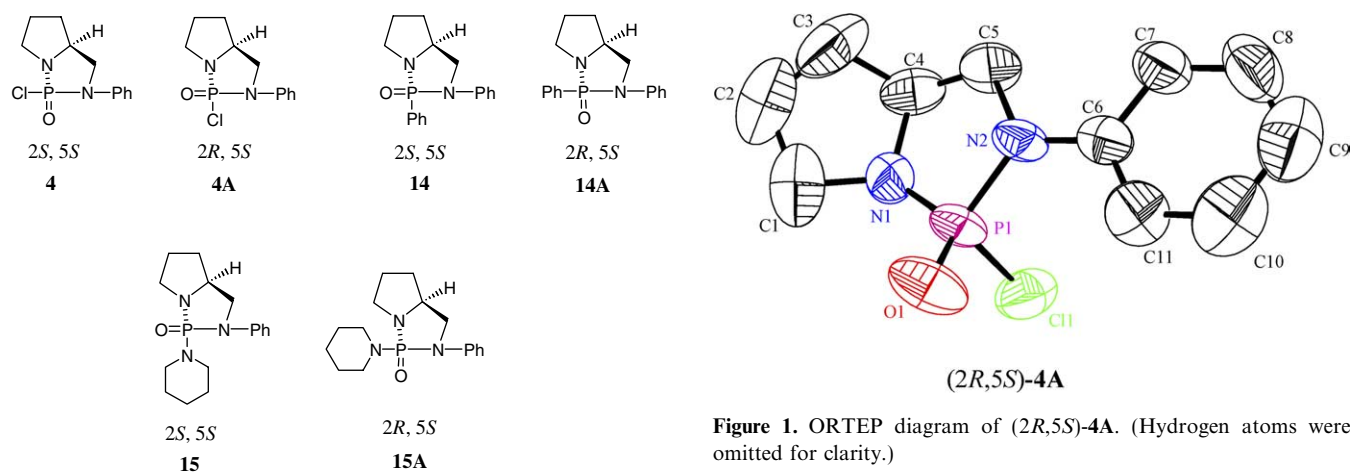 H
N
Cl
P
N
Ph
O
2S, 5S
4
H
N
O
P
N
Ph
Cl
2R, 5S
4A
H
N
O
P
N
Ph
Ph
2S, 5S
14
H
N
Ph
P
N
Ph
O
2R, 5S
14A
H
N
O
P
N
Ph
N
2S, 5S
15
H
N
N
P
N
Ph
O
2R, 5S
15A
C3
C5
C7
C8
C4
C2
C6
N2
C9
C1
N1
P1
C11
C10
O1
Cl1
(2R,5S)-4A
Figure 1. ORTEP diagram of (2R,5S)-4A. (Hydrogen atoms were
omitted for clarity.)